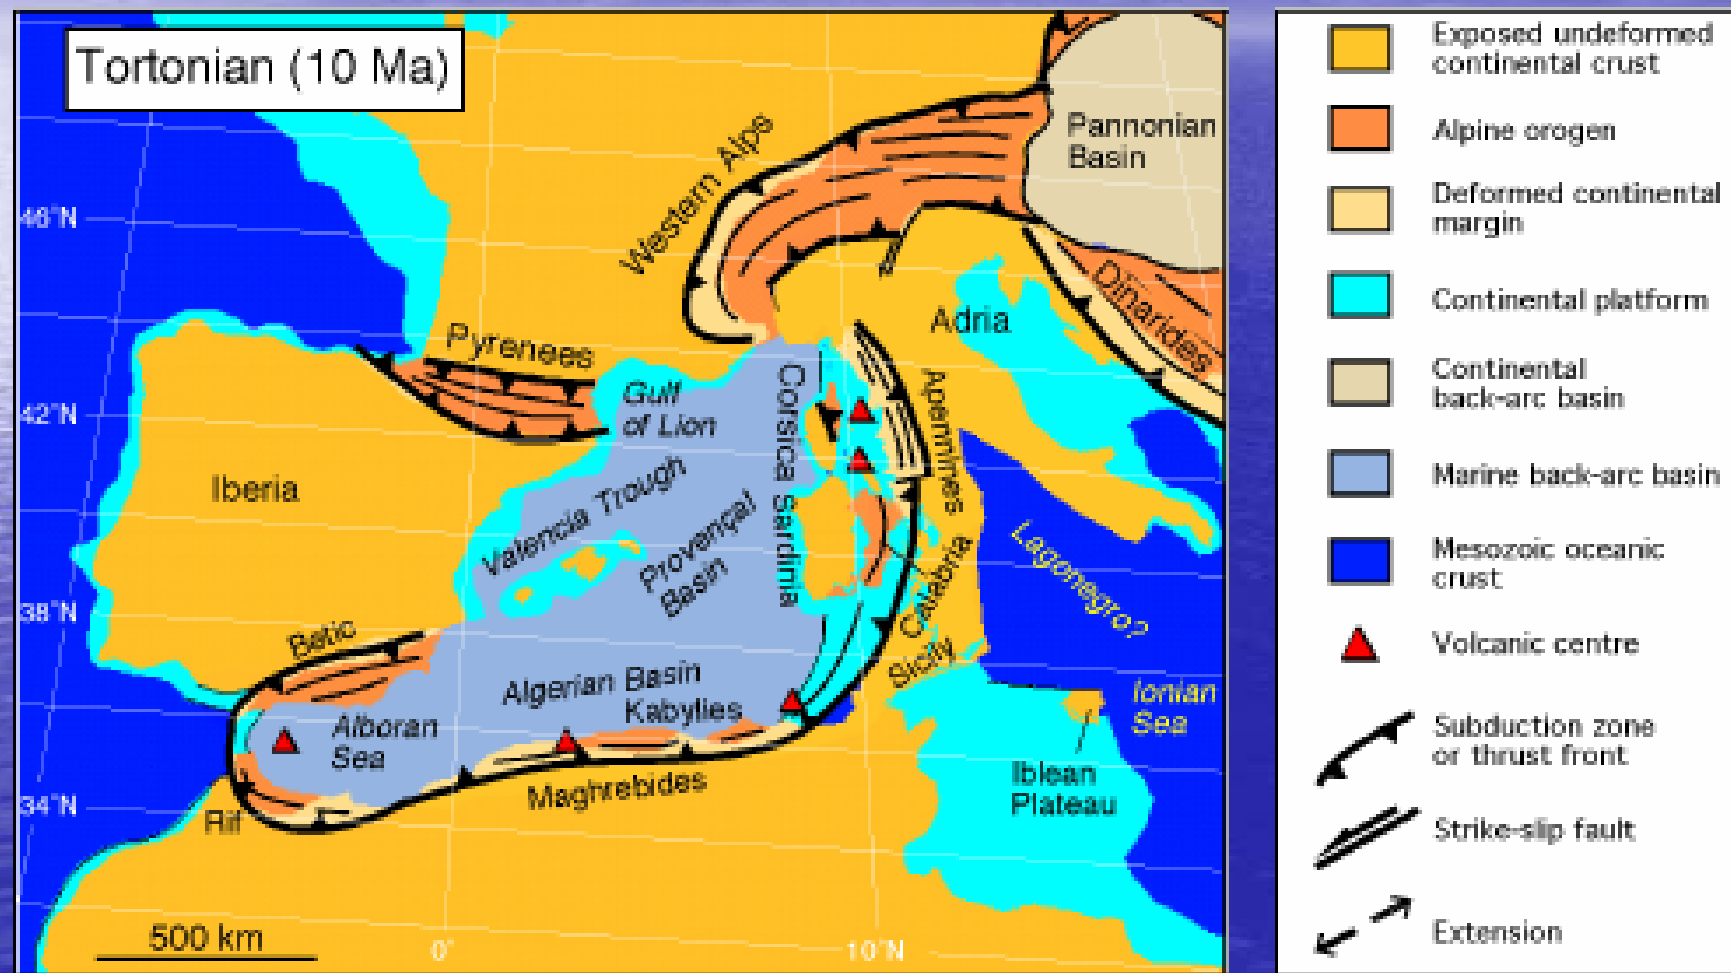 Tortonian (10 Ma)
Western Alps
Pannonian
Basin
46°N
Dinarides
Adria
Pyrenees
Gulf
of Lion
Corsica
Apennines
42°N
Iberia
Valencia Trough
Provençal
Basin
Sardinia
Lagonegro?
Calabria
38°N
Betic
Sicily
Algerian Basin
Kabylies
Ionian
Sea
Alboran
Sea
Iblean
Plateau
Maghrebides
34°N
Rif
500 km
0°
10°N
Exposed undeformed
continental crust
Alpine orogen
Deformed continental
margin
Continental platform
Continental
back-arc basin
Marine back-arc basin
Mesozoic oceanic
crust
Volcanic centre
Subduction zone
or thrust front
Strike-slip fault
Extension